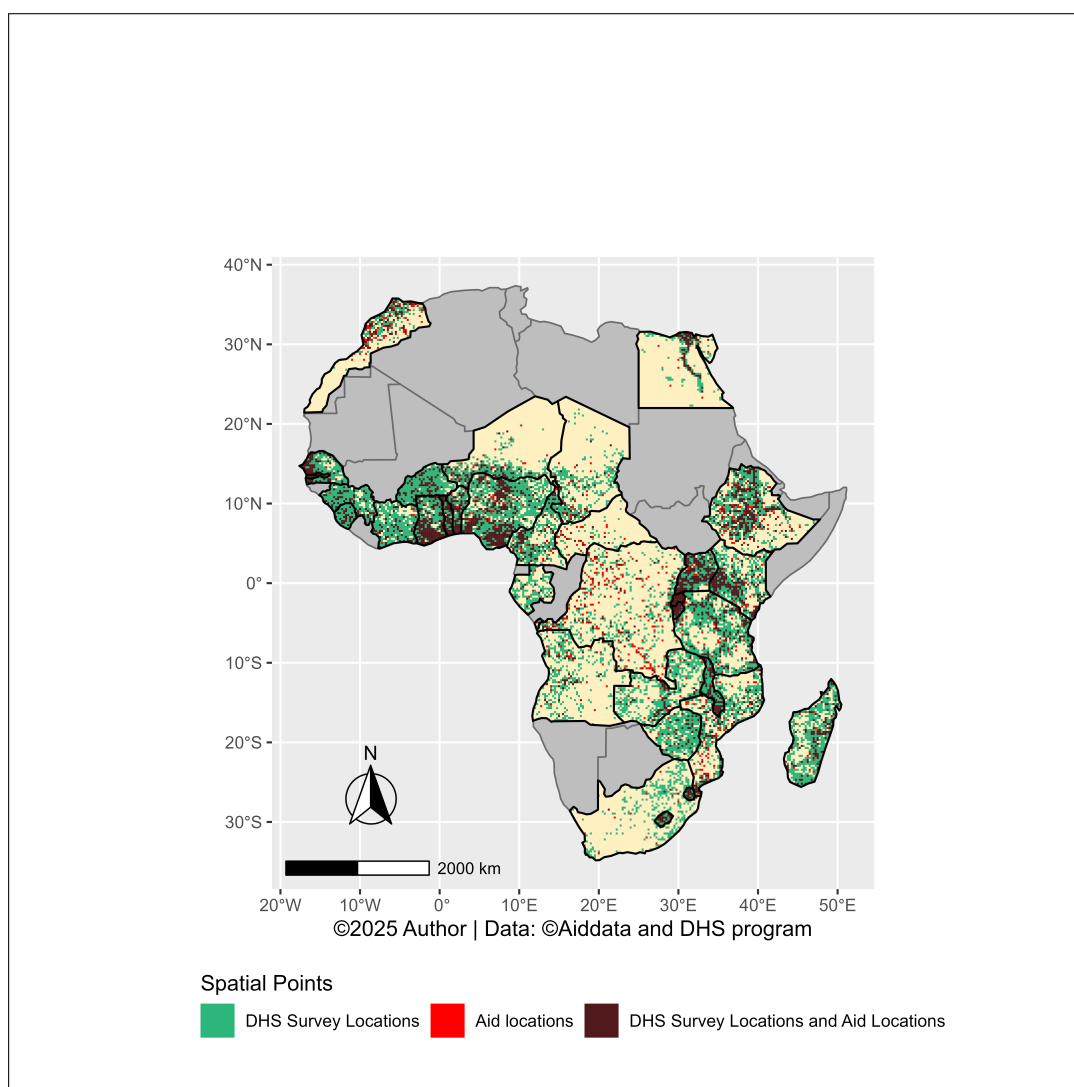 40°N
30°N
20°N
10°N
0°
10°S
20°S
30°S
N
2000 km
20°W 10°W 0° 10°E 20°E 30°E 40°E 50°E
©2025 Author | Data: ©Aiddata and DHS program
Spatial Points
DHS Survey Locations Aid locations DHS Survey Locations and Aid Locations